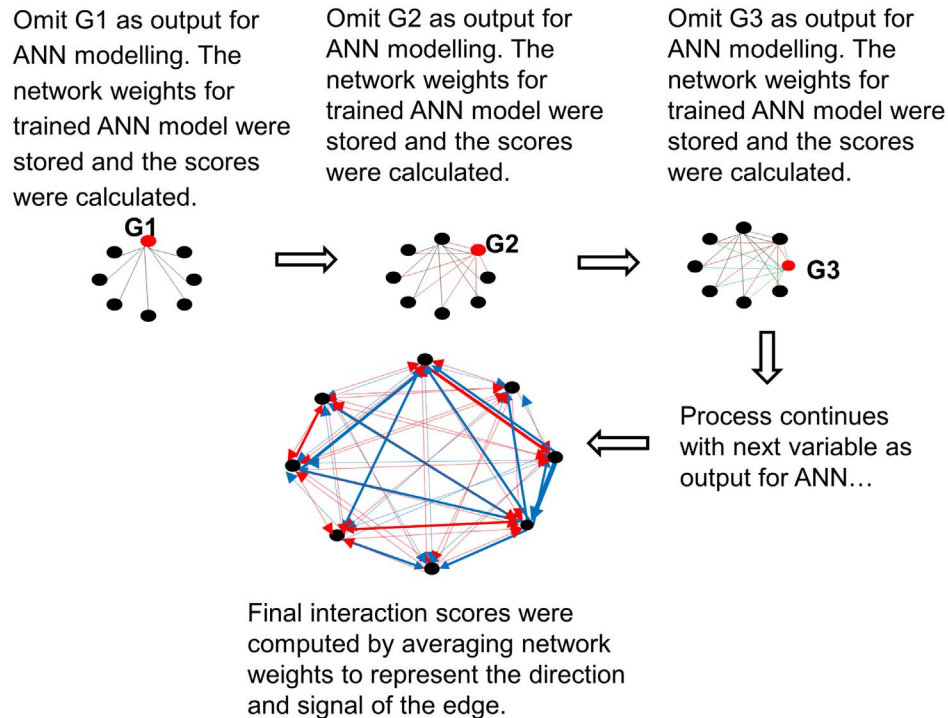 Omit G1 as output for
ANN modelling. The
network weights for
trained ANN model were
stored and the scores
were calculated.
Omit G2 as output for
ANN modelling. The
network weights for
trained ANN model were
stored and the scores
were calculated.
Omit G3 as output for
ANN modelling. The
network weights for
trained ANN model were
stored and the scores
were calculated.
G1
G2
G3
Process continues
with next variable as
output for ANN…
Final interaction scores were
computed by averaging network
weights to represent the direction
and signal of the edge.